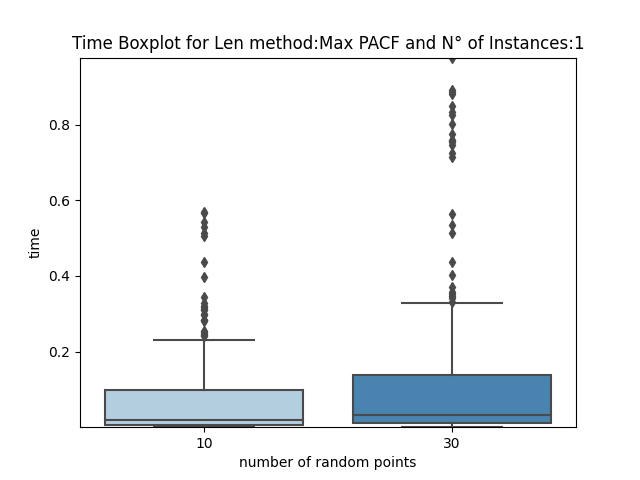 Time Boxplot for Len method:Max PACF and N° of Instances:1
0.8
0.6
0.4
0.2
time
10
30
number of random points